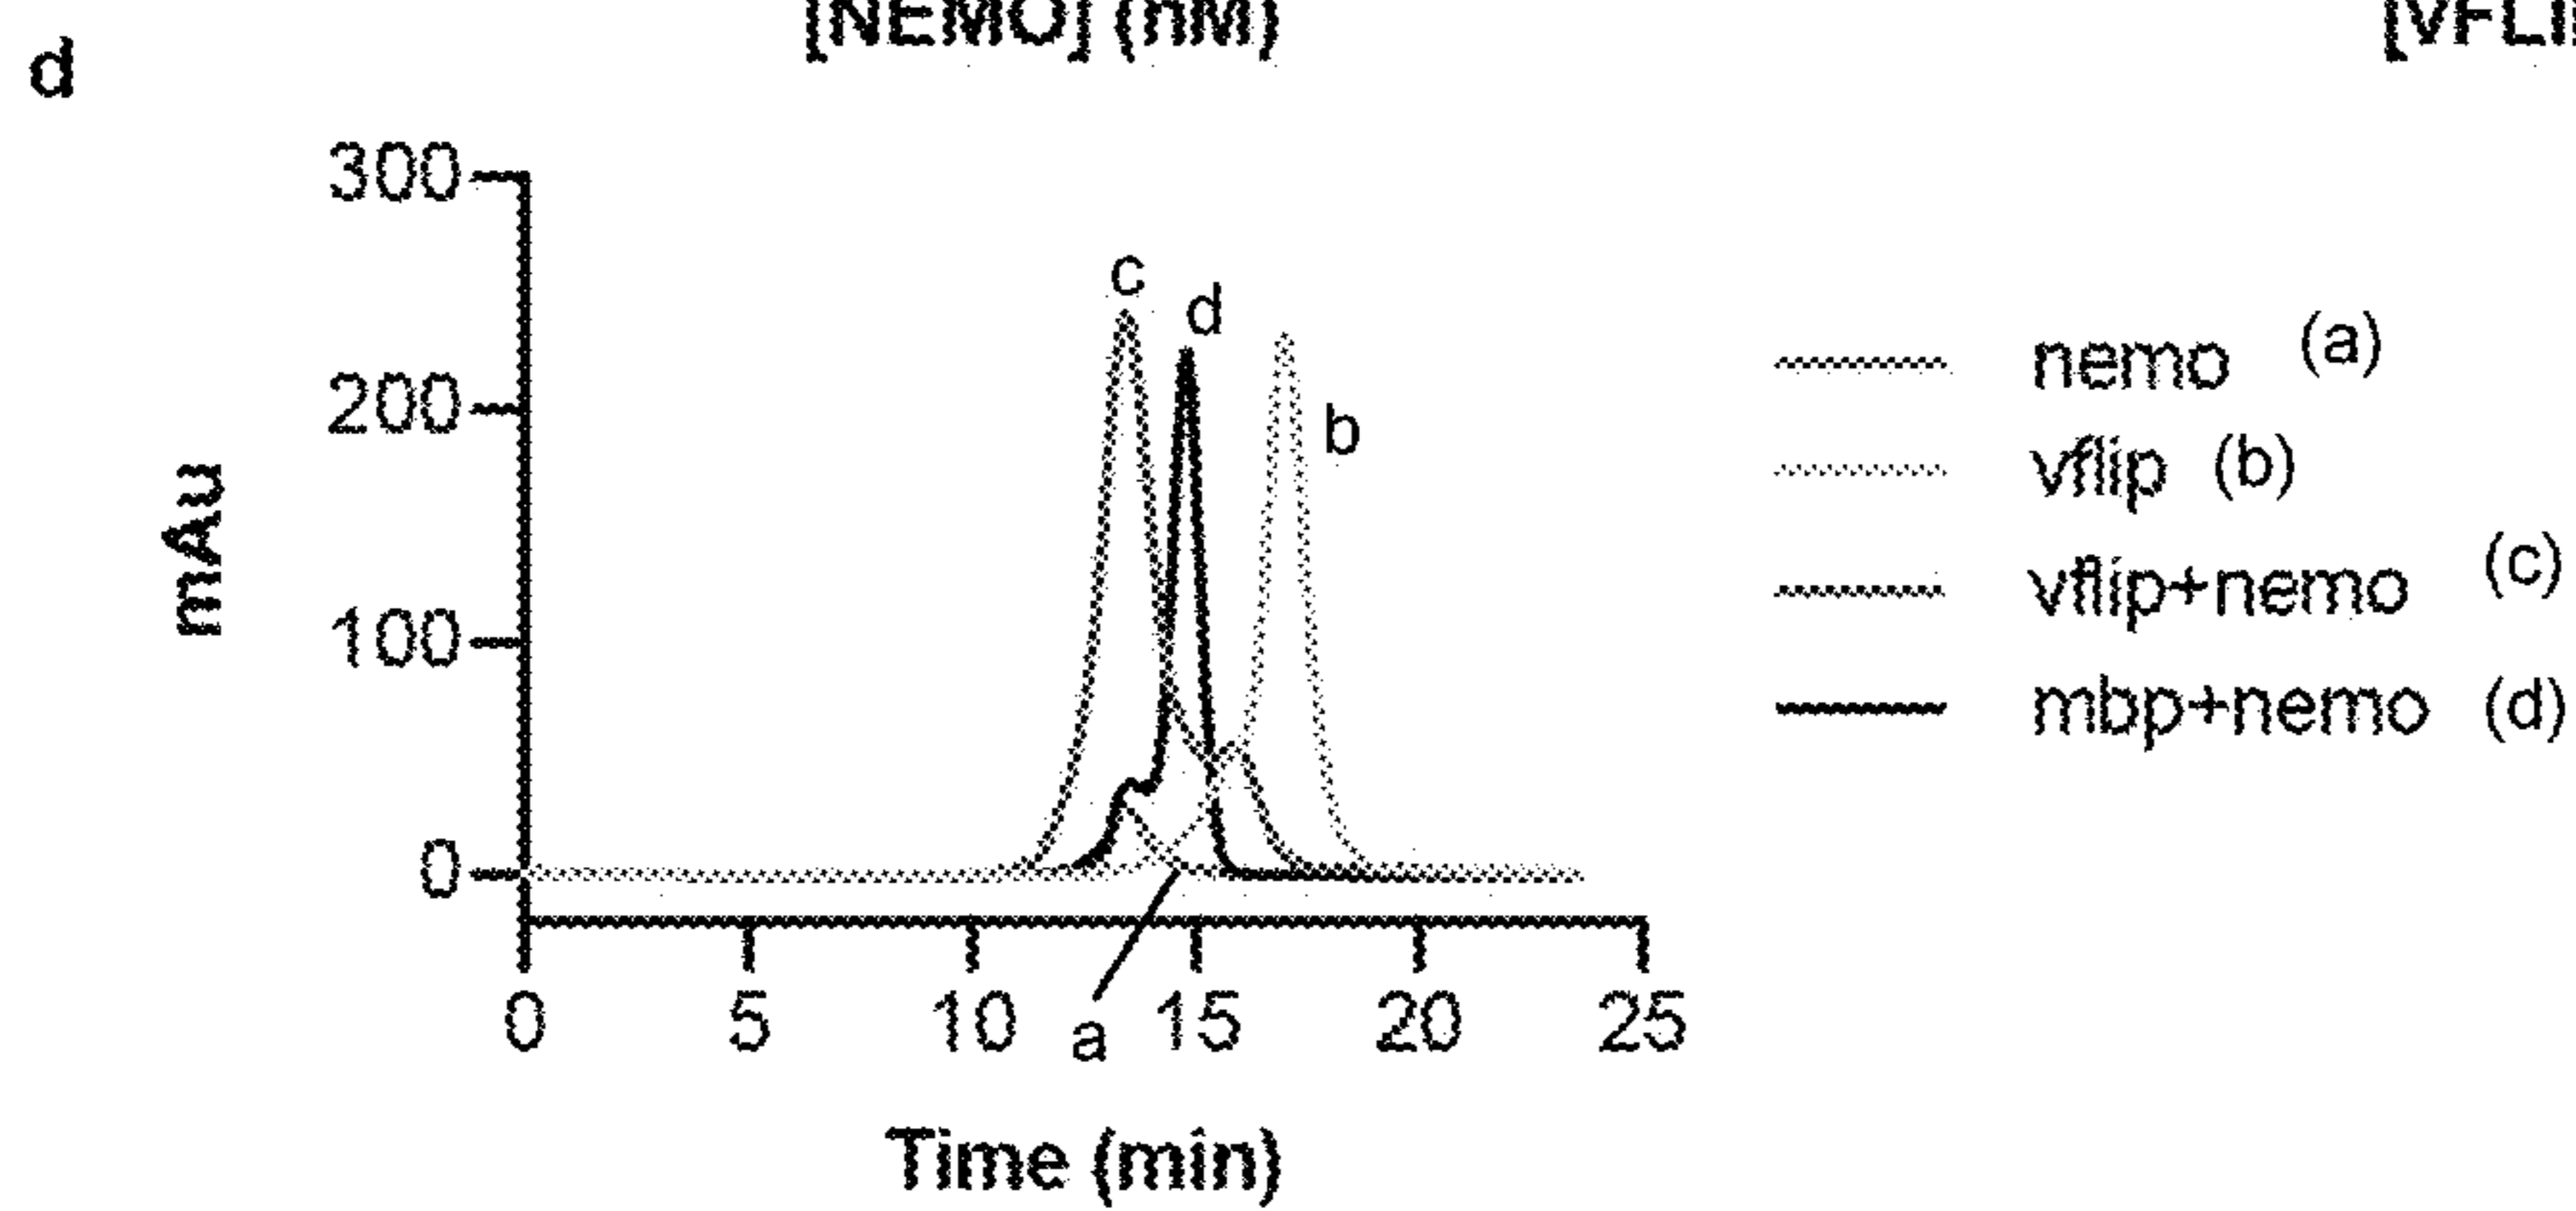 [NEMO] (nM)
d
300
200
100
0
mAu
c
d
b
a
0 5 10 15 20 25
Time (min)
nemo (a)
vflip (b)
vflip+nemo (c)
mbp+nemo (d)